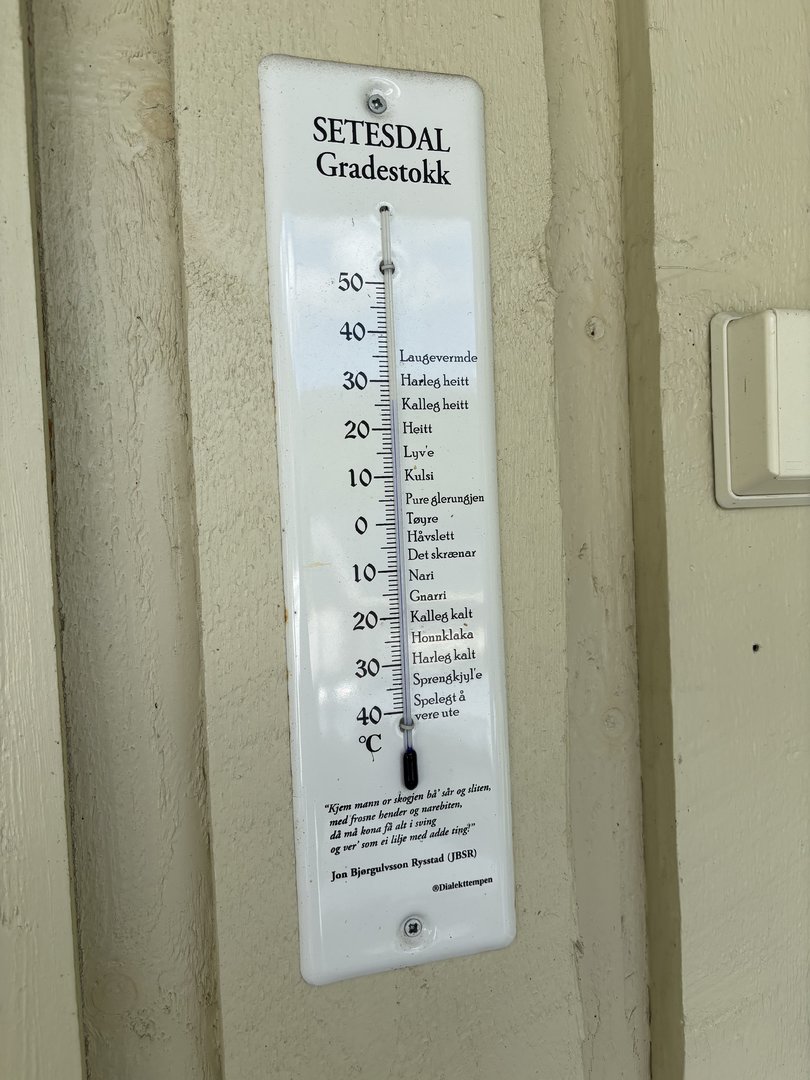 SETESDAL
Gradestokk
50
40
Laugevermde
30 Harleg heitt
Kalleg heitt
20 Heitt
Lyv'e
10 Kulsi
Pure glerungjen
0 Tøyre
Håvslett
Det skrænar
10 Nari
Gnarri
20 Kalleg kalt
Honnklaka
30 Harleg kalt
Sprengkjyl'e
Spelegt å
40 vere ute
°C
"Kjem mann or skogjen bå' sår og sliten,
med frosne hender og narebiten,
då må kona få alt i sving
og ver' som ei lilje med adde ting!"
Jon Bjørgulvsson Rysstad (JBSR)
®Dialekttempen